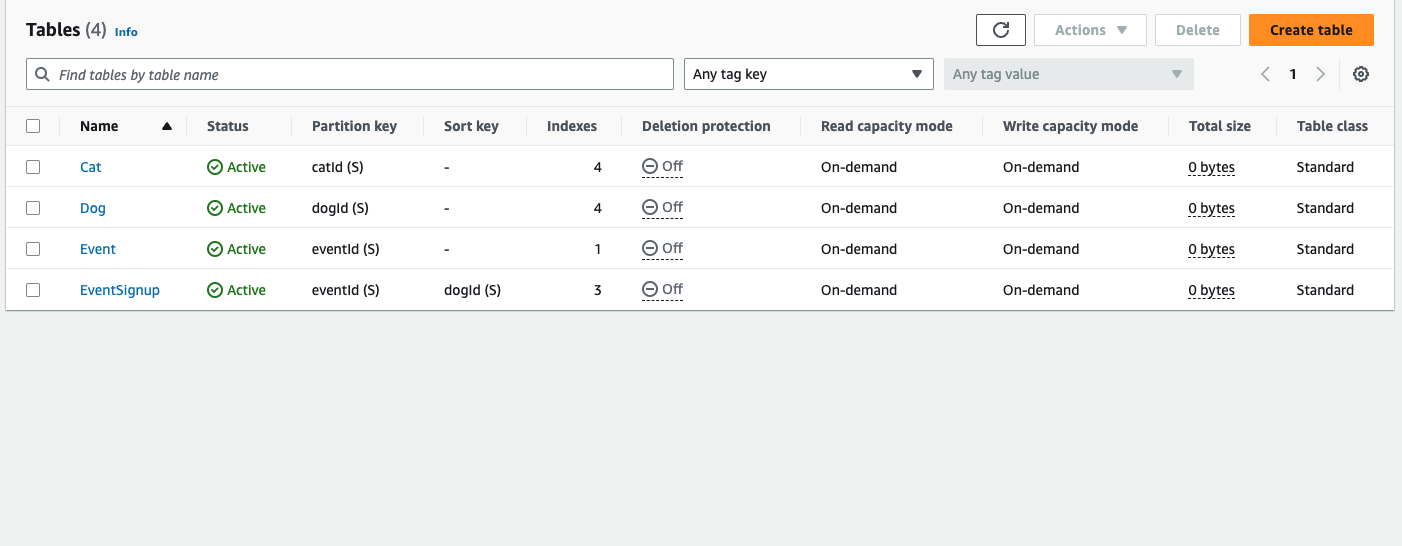 Tables (4) Info Actions Delete Create table
Find tables by table name Any tag key Any tag value 1
Name Status Partition key Sort key Indexes Deletion protection Read capacity mode Write capacity mode Total size Table class
Cat Active catId (S) - 4 Off On-demand On-demand 0 bytes Standard
Dog Active dogId (S) - 4 Off On-demand On-demand 0 bytes Standard
Event Active eventId (S) - 1 Off On-demand On-demand 0 bytes Standard
EventSignup Active eventId (S) dogId (S) 3 Off On-demand On-demand 0 bytes Standard